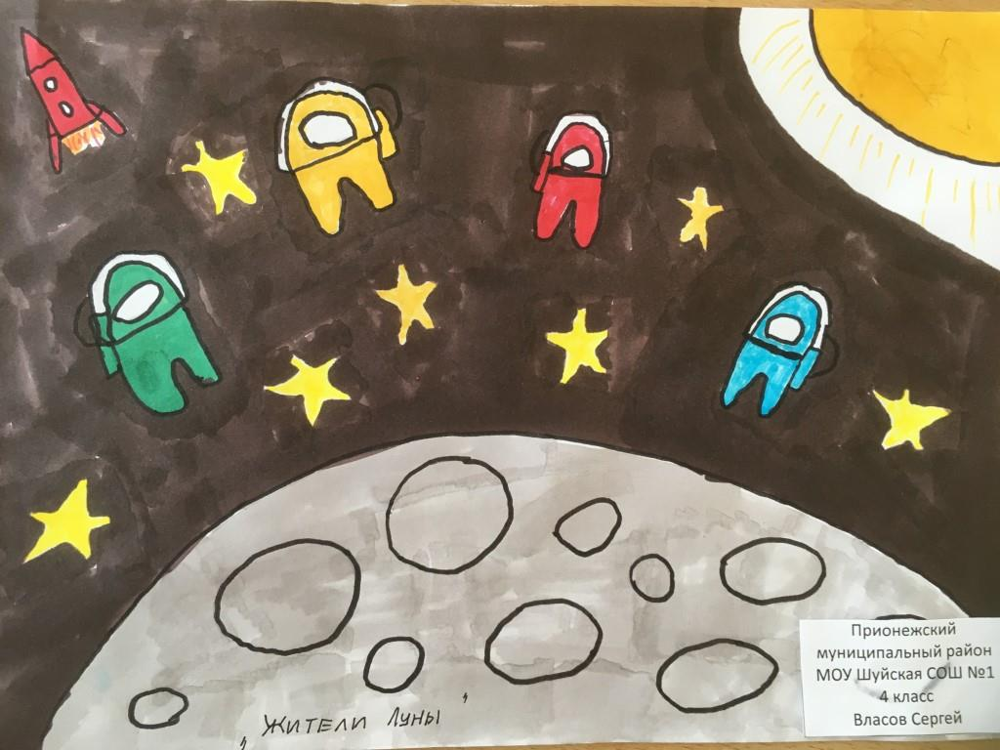 Прионежский
муниципальный район
МОУ Шуйская СОШ №1
4 класс
Власов Сергей
„ Жители Луны "